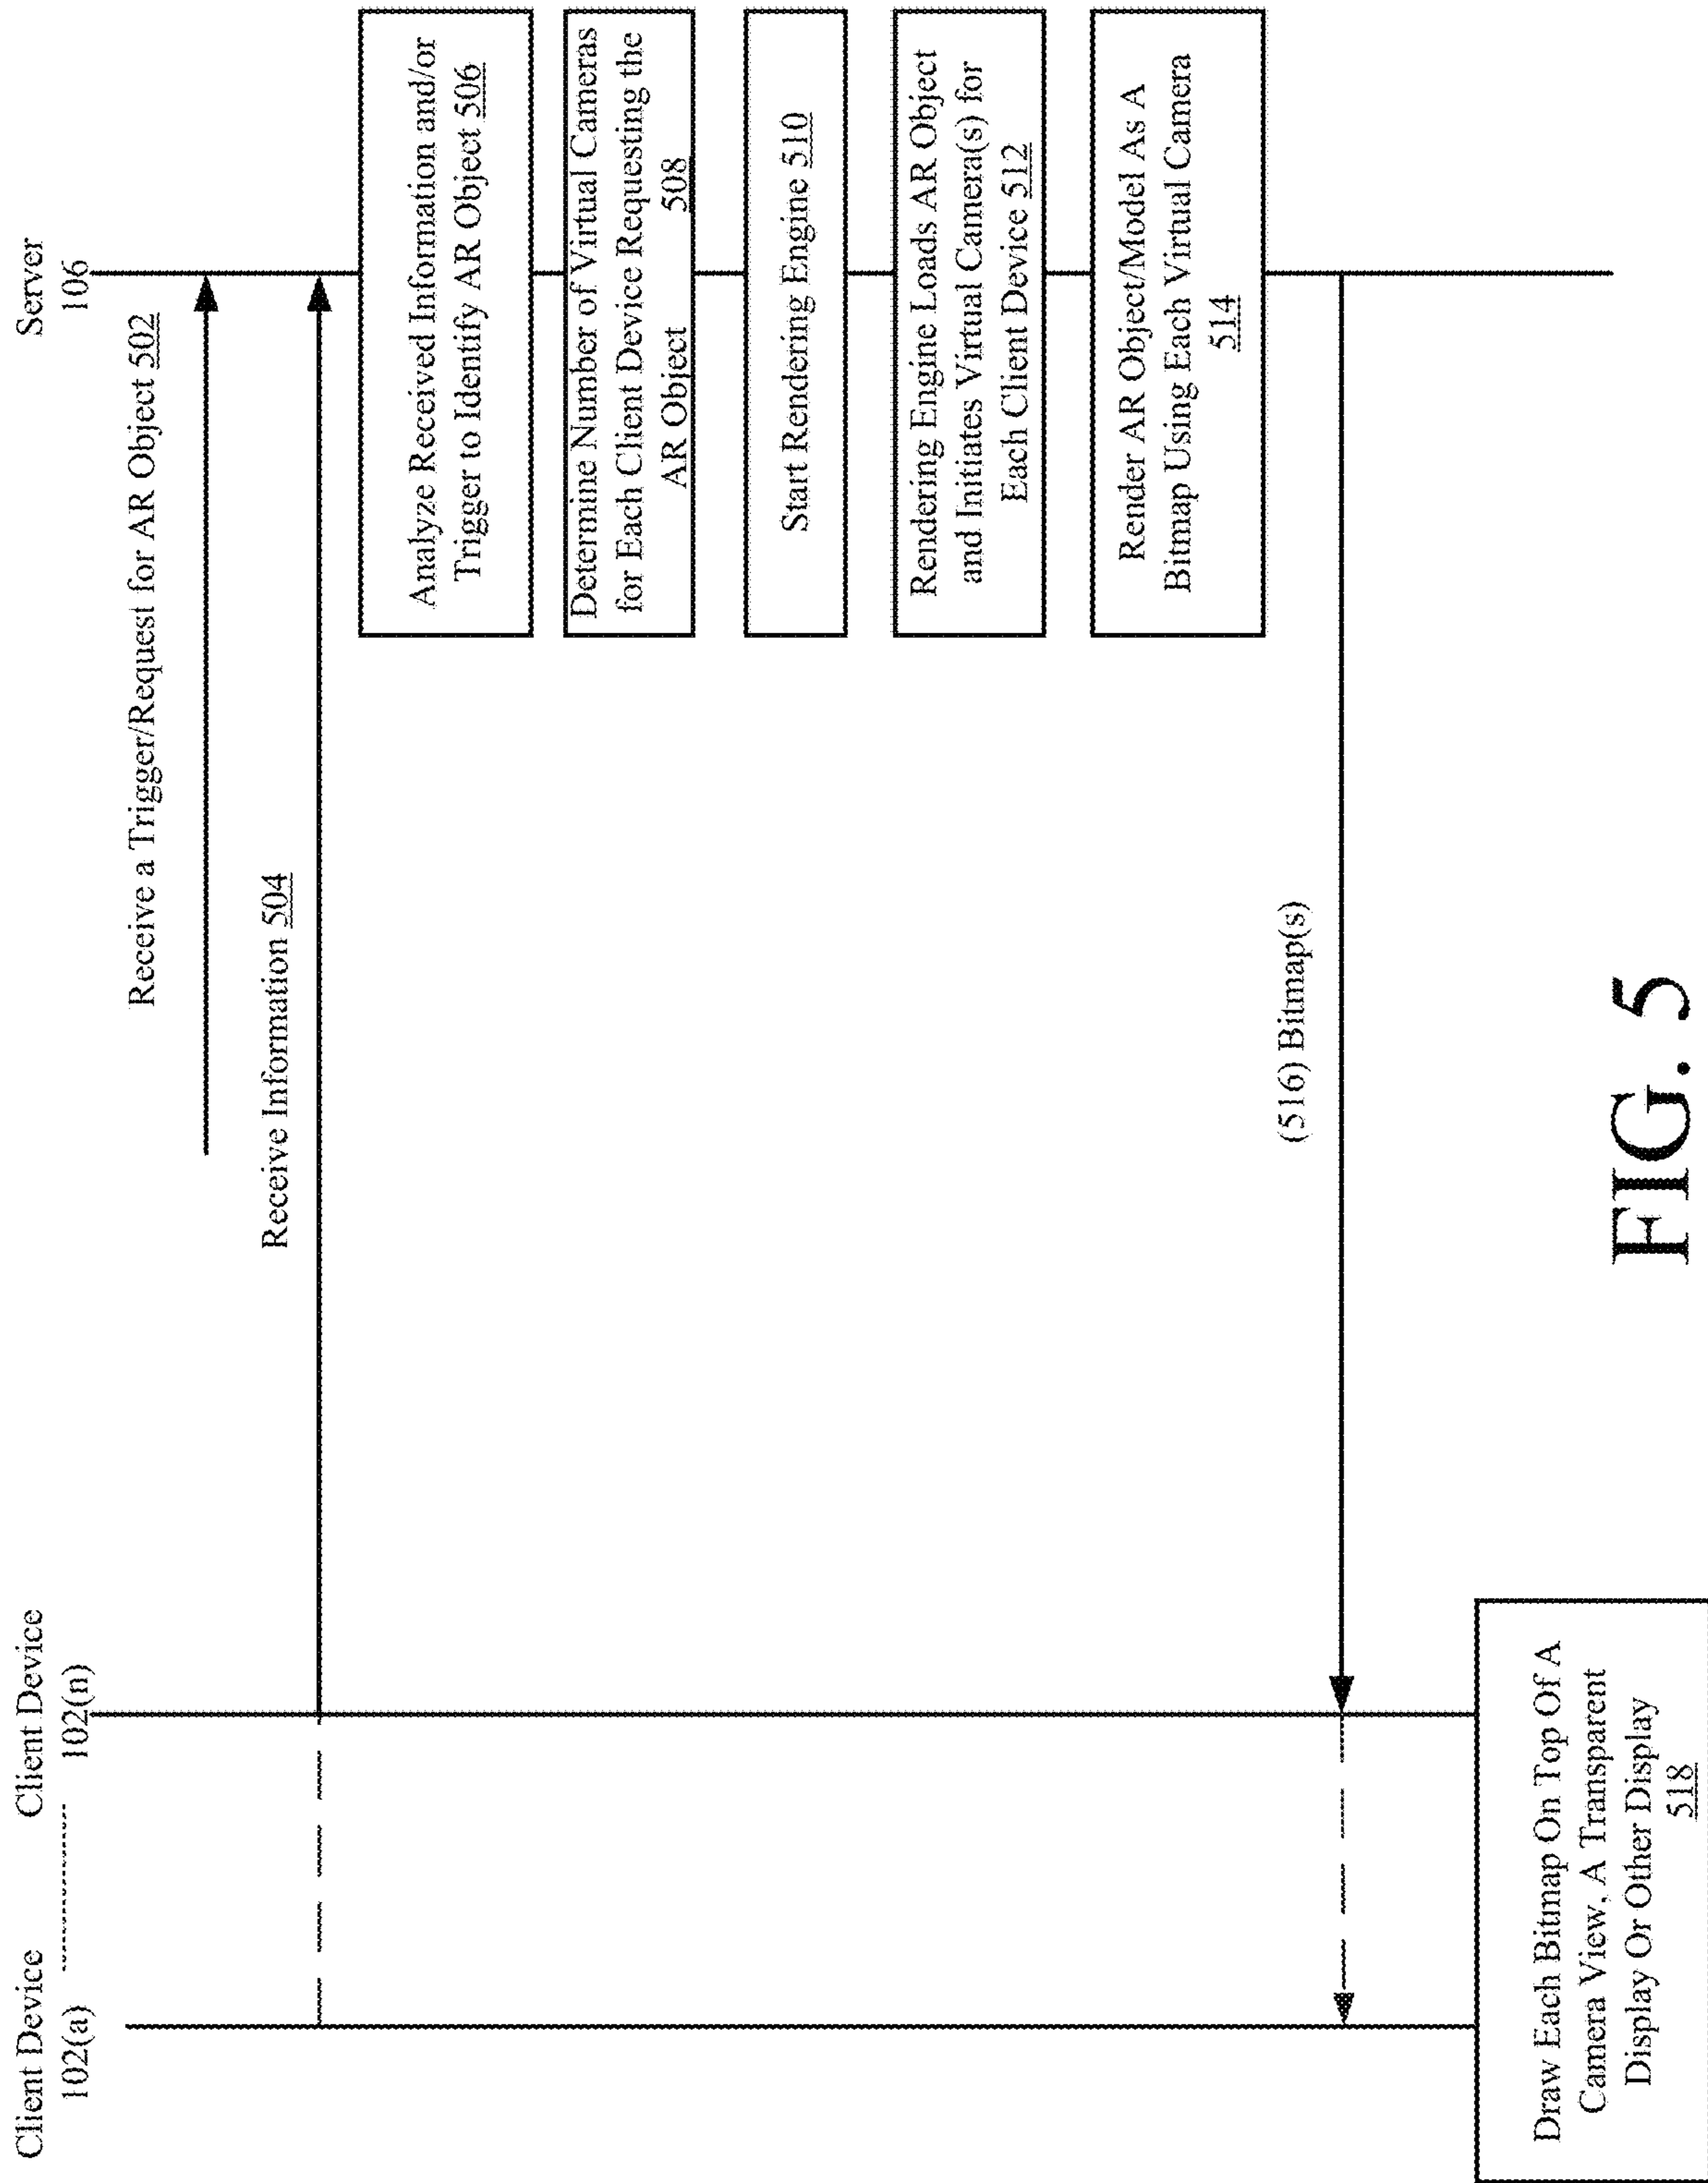 Client Device
102(a)
Client Device
102(n)
Server
106
Receive a Trigger/Request for AR Object 502
Receive Information 504
Analyze Received Information and/or
Trigger to Identify AR Object 506
Determine Number of Virtual Cameras
for Each Client Device Requesting the
AR Object 508
Start Rendering Engine 510
Rendering Engine Loads AR Object
and Initiates Virtual Camera(s) for
Each Client Device 512
Render AR Object/Model As A
Bitmap Using Each Virtual Camera
514
(516) Bitmap(s)
Draw Each Bitmap On Top Of A
Camera View, A Transparent
Display Or Other Display
518
FIG. 5